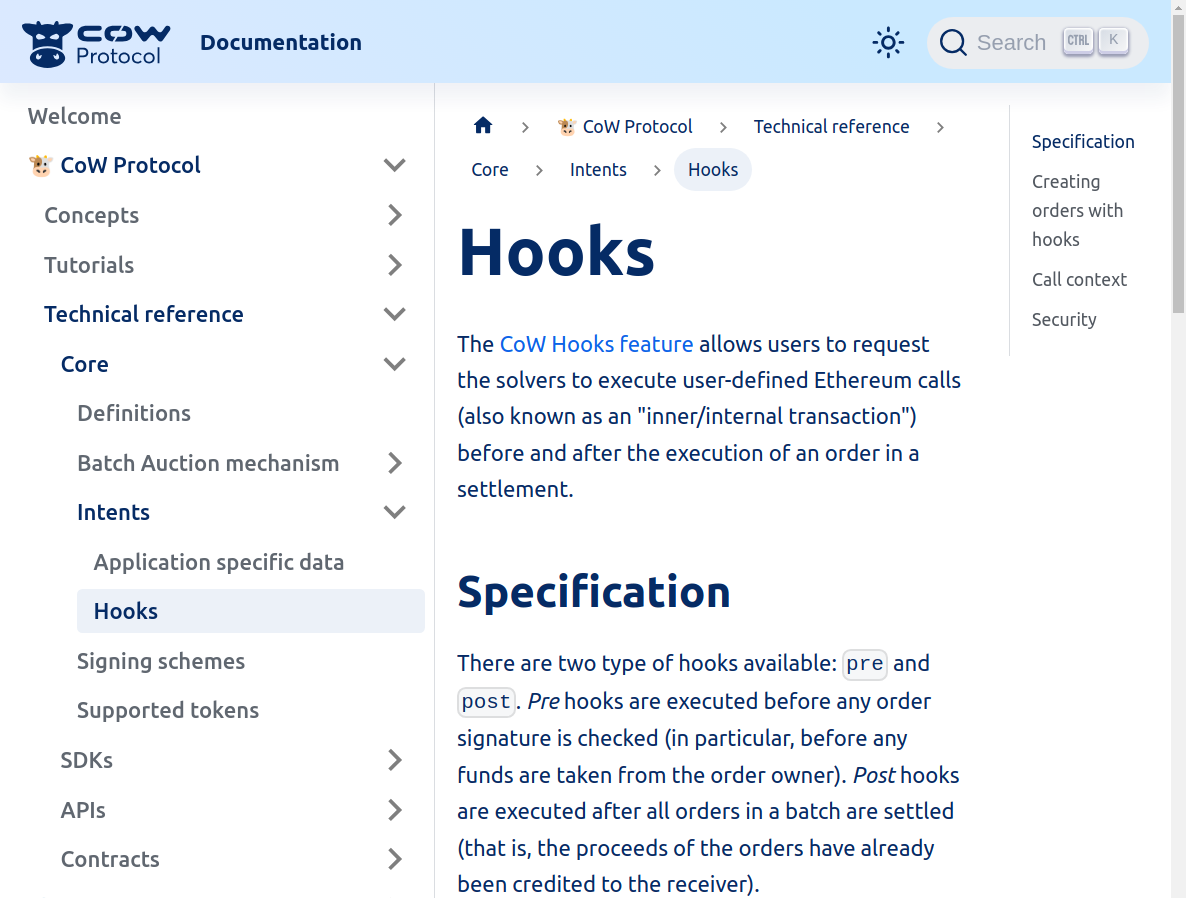 COW
Protocol
Documentation
Search
CTRL
K
Welcome
CoW Protocol
Concepts
Tutorials
Technical reference
Core
Definitions
Batch Auction mechanism
Intents
Application specific data
Hooks
Signing schemes
Supported tokens
SDKs
APIs
Contracts
CoW Protocol
Technical reference
Core
Intents
Hooks
Hooks
The CoW Hooks feature allows users to request
the solvers to execute user-defined Ethereum calls
(also known as an "inner/internal transaction")
before and after the execution of an order in a
settlement.
Specification
There are two type of hooks available: pre and
post. Pre hooks are executed before any order
signature is checked (in particular, before any
funds are taken from the order owner). Post hooks
are executed after all orders in a batch are settled
(that is, the proceeds of the orders have already
been credited to the receiver).
Specification
Creating
orders with
hooks
Call context
Security